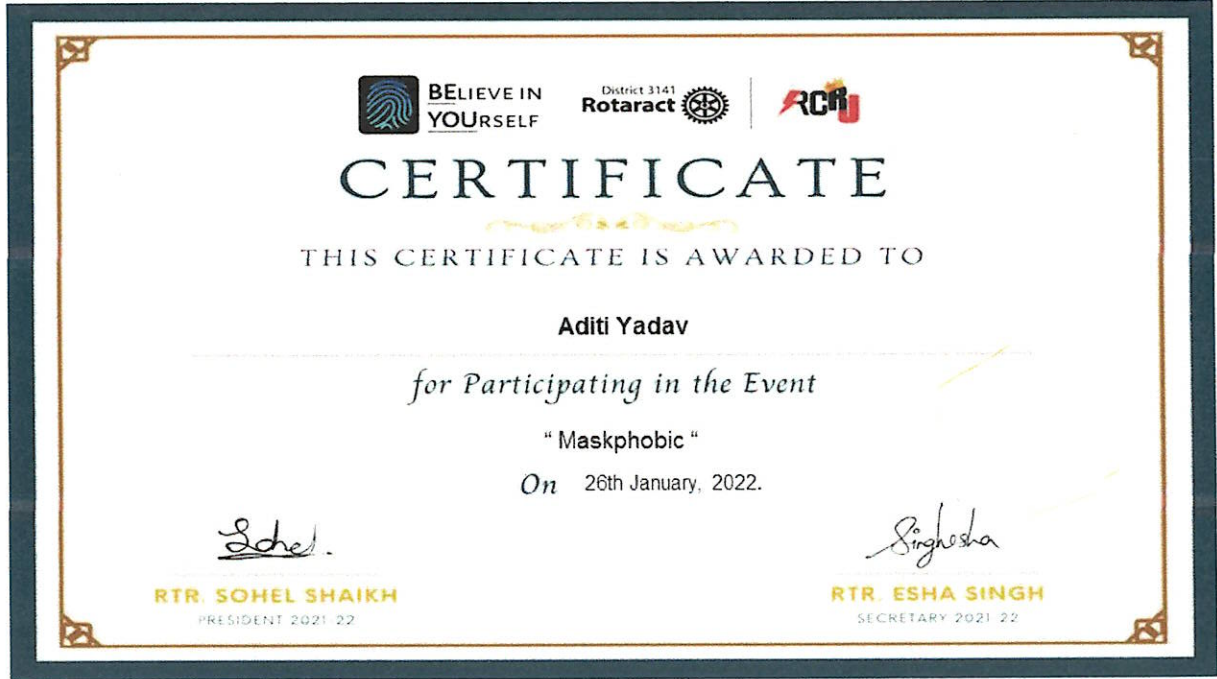 BELIEVE IN
YOURSELF
District 3141
Rotaract
RCRJ
CERTIFICATE
THIS CERTIFICATE IS AWARDED TO
Aditi Yadav
for Participating in the Event
“ Maskphobic “
On 26th January, 2022.
Sohel.
Singhesha
RTR. SOHEL SHAIKH
PRESIDENT 2021-22
RTR. ESHA SINGH
SECRETARY 2021-22